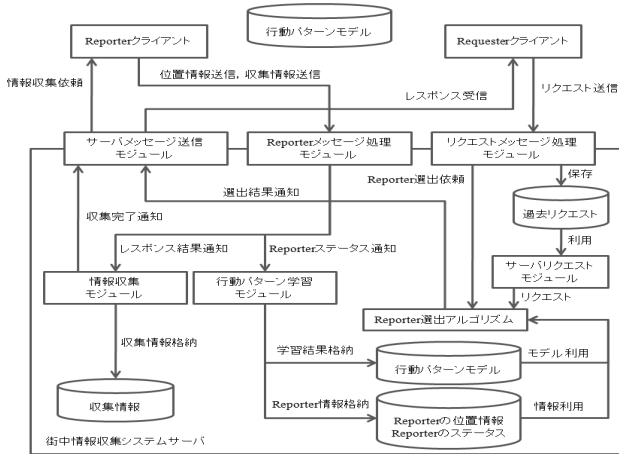 行動パターンモデル
Reporterクライアント
Requesterクライアント
情報収集依頼
位置情報送信, 収集情報送信
レスポンス受信
リクエスト送信
サーバメッセージ送信
モジュール
Reporterメッセージ処理
モジュール
リクエストメッセージ処理
モジュール
Reporter選出依頼
保存
選出結果通知
過去リクエスト
収集完了通知
利用
レスポンス結果通知
Reporterステータス通知
サーバリクエスト
モジュール
情報収集
モジュール
行動パターン学習
モジュール
リクエスト
Reporter選出アルゴリズム
収集情報格納
学習結果格納
モデル利用
行動パターンモデル
収集情報
Reporter情報格納
情報利用
Reporterの位置情報
Reporterのステータス
街中情報収集システムサーバ